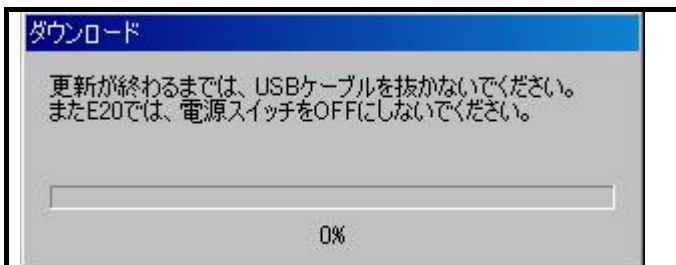 ダウンロード
更新が終わるまでは、USBケーブルを抜かないでください。
またE20では、電源スイッチをOFFにしないでください。
0%